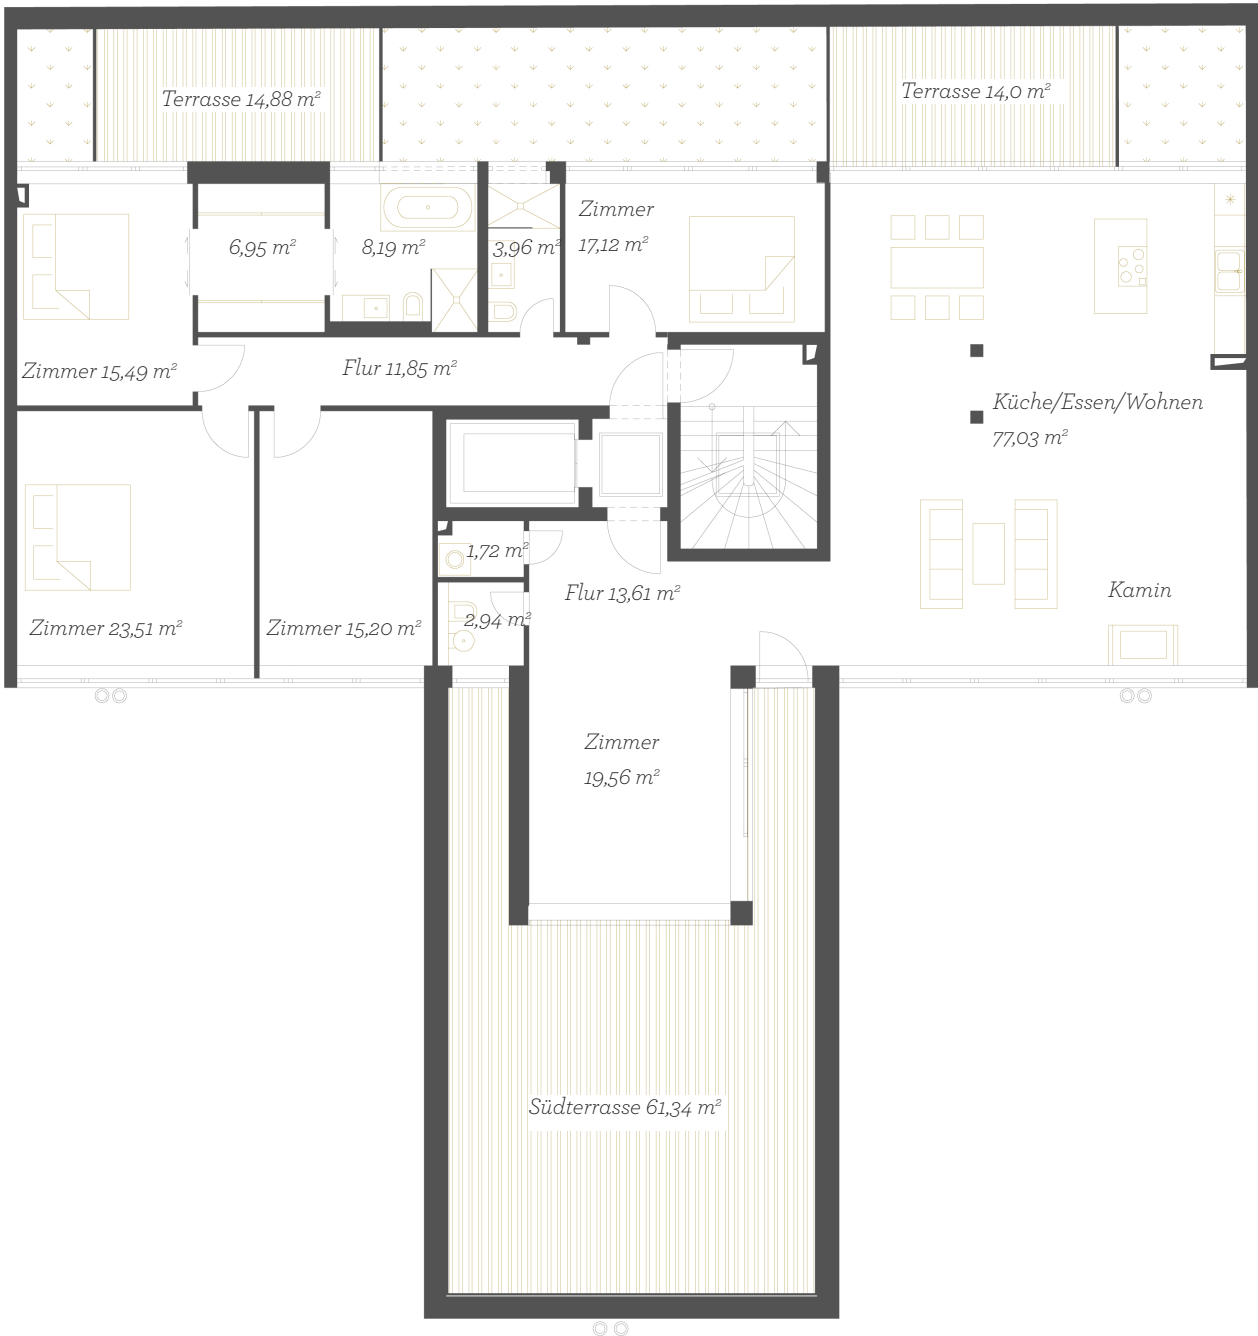 Terrasse 14,88 m²
Terrasse 14,0 m²
Zimmer
17,12 m²
6,95 m²
8,19 m²
3,96 m²
Zimmer 15,49 m²
Flur 11,85 m²
Küche/Essen/Wohnen
77,03 m²
1,72 m²
Flur 13,61 m²
Kamin
Zimmer 23,51 m²
Zimmer 15,20 m²
2,94 m²
Zimmer
19,56 m²
Südterrasse 61,34 m²